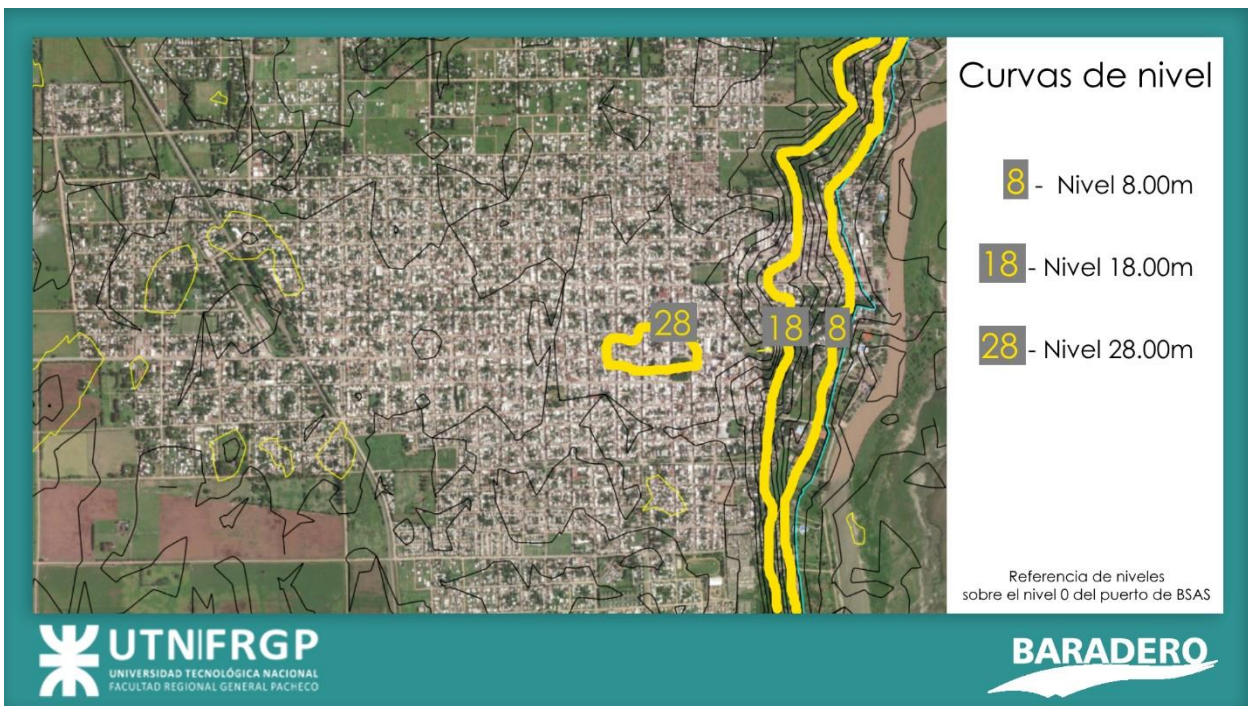 Curvas de nivel
8 - Nivel 8.00m
18 - Nivel 18.00m
28 - Nivel 28.00m
28
18
8
Referencia de niveles
sobre el nivel 0 del puerto de BSAS
UTN|FRGP
UNIVERSIDAD TECNOLÓGICA NACIONAL
FACULTAD REGIONAL GENERAL PACHECO
BARADERO